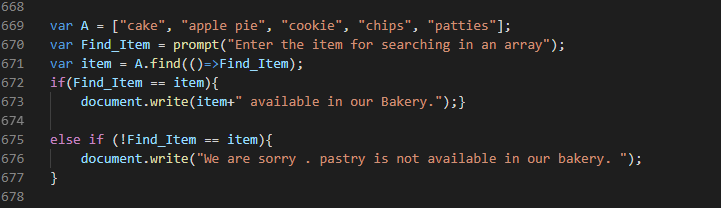 668
669 var A = ["cake", "apple pie", "cookie", "chips", "patties"];
670 var Find_Item = prompt("Enter the item for searching in an array");
671 var item = A.find(()=>Find_Item);
672 if(Find_Item == item){
673 document.write(item+" available in our Bakery.");}
674
675 else if (!Find_Item == item){
676 document.write("We are sorry . pastry is not available in our bakery. ");
677 }
678